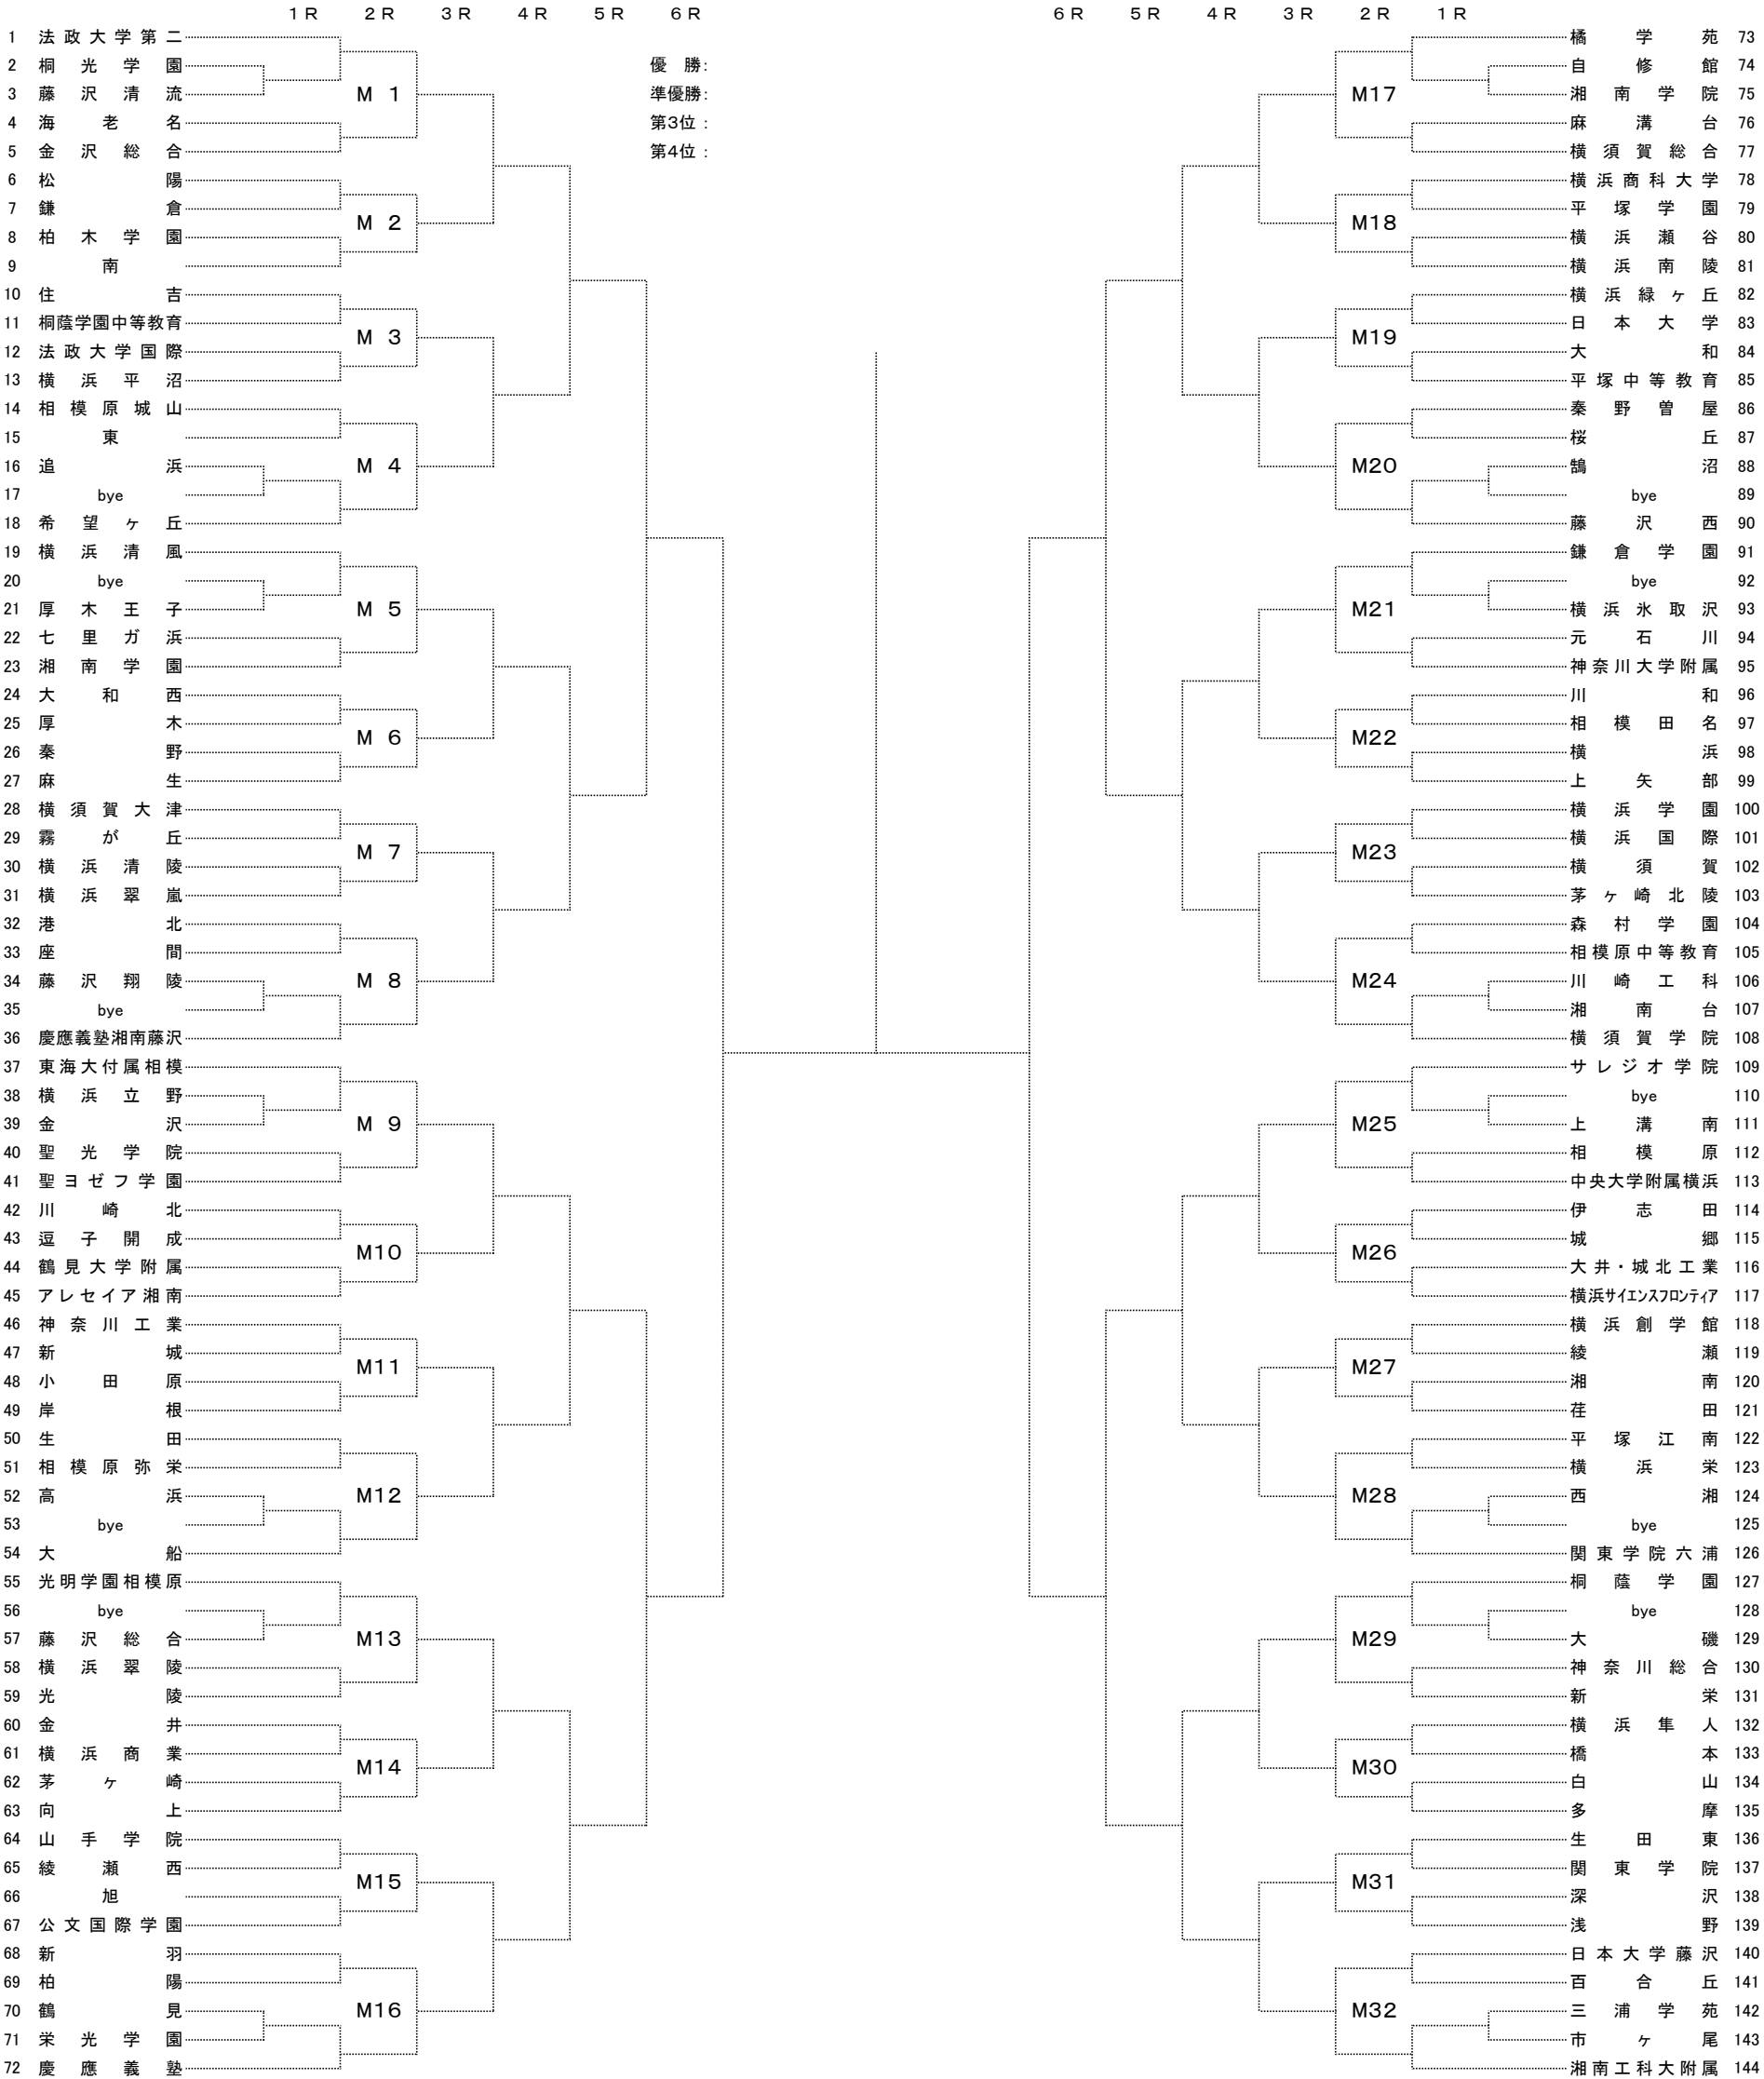 1R 2R 3R 4R 5R 6R
6R 5R 4R 3R 2R 1R
優 勝:
準優勝:
第3位:
第4位:
1 法政大学第二
2 桐光学園
3 藤沢清流
4 海老名
5 金沢総合
6 松陽
7 鎌倉
8 柏木学園
9 南
10 住吉
11 桐蔭学園中等教育
12 法政大学国際
13 横浜平沼
14 相模原城山
15 東
16 追浜
17 bye
18 希望ヶ丘
19 横浜清風
20 bye
21 厚木王子
22 七里ガ浜
23 湘南学園
24 大和西
25 厚木
26 秦野
27 麻生
28 横須賀大津
29 霧が丘
30 横浜清陵
31 横浜翠嵐
32 港北
33 座間
34 藤沢翔陵
35 bye
36 慶應義塾湘南藤沢
37 東海大付属相模
38 横浜立野
39 金沢
40 聖光学院
41 聖ヨゼフ学園
42 川崎北
43 逗子開成
44 鶴見大学附属
45 アレセイア湘南
46 神奈川工業
47 新城
48 小田原
49 岸根
50 生田
51 相模原弥栄
52 高浜
53 bye
54 大船
55 光明学園相模原
56 bye
57 藤沢総合
58 横浜翠陵
59 光陵
60 金井
61 横浜商業
62 茅ヶ崎
63 向上
64 山手学院
65 綾瀬西
66 旭
67 公文国際学園
68 新羽
69 柏陽
70 鶴見
71 栄光学園
72 慶應義塾
M 1
M 2
M 3
M 4
M 5
M 6
M 7
M 8
M 9
M10
M11
M12
M13
M14
M15
M16
M17
M18
M19
M20
M21
M22
M23
M24
M25
M26
M27
M28
M29
M30
M31
M32
橘学苑 73
自修館 74
湘南学院 75
麻溝台 76
横須賀総合 77
横浜商科大学 78
平塚学園 79
横浜瀬谷 80
横浜南陵 81
横浜緑ヶ丘 82
日本大学 83
大和 84
平塚中等教育 85
秦野曽屋 86
桜丘 87
鵠沼 88
bye 89
藤沢西 90
鎌倉学園 91
bye 92
横浜氷取沢 93
元石川 94
神奈川大学附属 95
川和 96
相模田名 97
横浜 98
上矢部 99
横浜学園 100
横浜国際 101
横須賀 102
茅ヶ崎北陵 103
森村学園 104
相模原中等教育 105
川崎工科 106
湘南台 107
横須賀学院 108
サレジオ学院 109
bye 110
上溝南 111
相模原 112
中央大学附属横浜 113
伊志田 114
城郷 115
大井・城北工業 116
横浜サイエンスフロンティア 117
横浜創学館 118
綾瀬 119
湘南 120
荏田 121
平塚江南 122
横浜栄 123
西湘 124
bye 125
関東学院六浦 126
桐蔭学園 127
bye 128
大磯 129
神奈川総合 130
新栄 131
横浜隼人 132
橋本 133
白山 134
多摩 135
生田東 136
関東学院 137
深沢 138
浅野 139
日本大学藤沢 140
百合丘 141
三浦学苑 142
市ヶ尾 143
湘南工科大附属 144